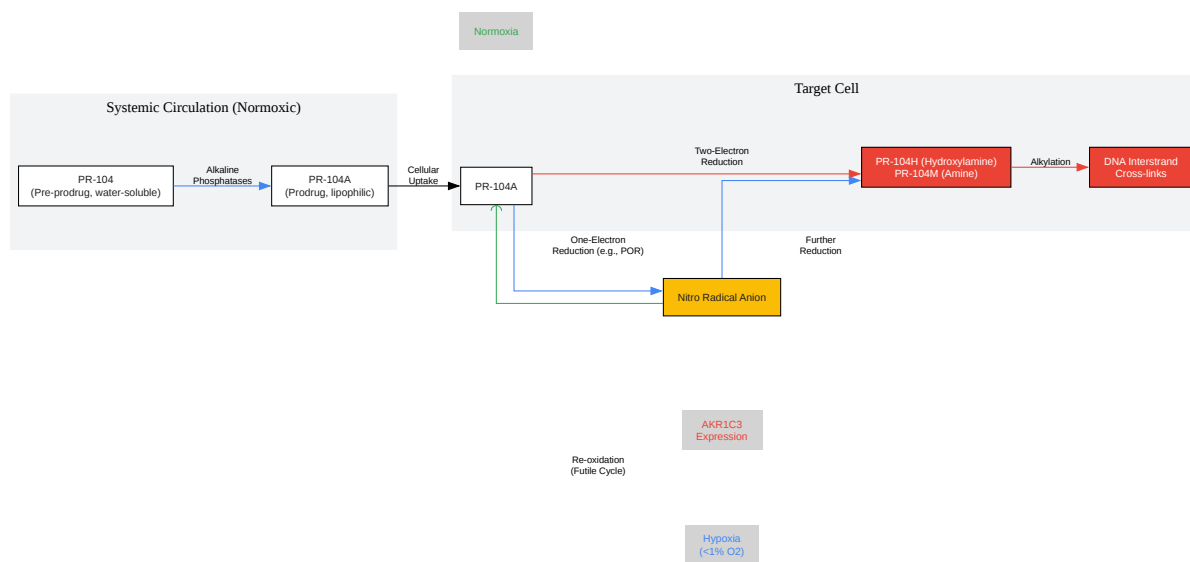 Normoxia
Target Cell
Systemic Circulation (Normoxic)
Two-Electron
Reduction
PR-104H (Hydroxylamine)
PR-104M (Amine)
Alkylation
DNA Interstrand
Cross-links
Alkaline
Phosphatases
Cellular
Uptake
PR-104
(Pre-prodrug, water-soluble)
PR-104A
(Prodrug, lipophilic)
PR-104A
One-Electron
Reduction (e.g., POR)
Further
Reduction
Nitro Radical Anion
AKR1C3
Expression
Re-oxidation
(Futile Cycle)
Hypoxia
(<1% O2)